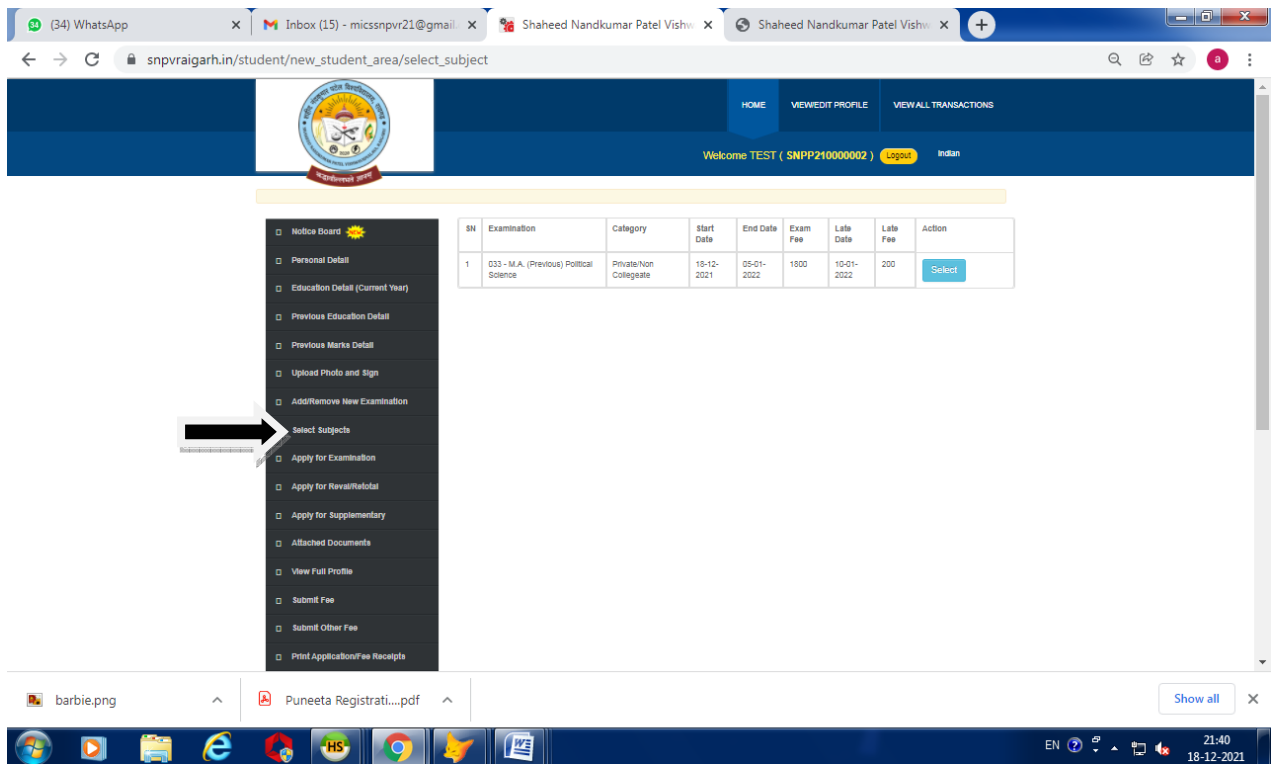 (34) WhatsApp
Inbox (15) - micssnpvr21@gmail.
Shaheed Nandkumar Patel Vishw
Shaheed Nandkumar Patel Vishw
snpvraigarh.in/student/new_student_area/select_subject
a
HOME VIEW/EDIT PROFILE VIEW ALL TRANSACTIONS
Welcome TEST ( SNPP210000002 ) Logout Indian
Notice Board NEW
Personal Detail
Education Detail (Current Year)
Previous Education Detail
Previous Marks Detail
Upload Photo and Sign
Add/Remove New Examination
Select Subjects
Apply for Examination
Apply for Reval/Retotal
Apply for Supplementary
Attached Documents
View Full Profile
Submit Fee
Submit Other Fee
Print Application/Fee Receipts
SN Examination Category Start Date End Date Exam Fee Late Date Late Fee Action
1 033 - M.A. (Previous) Political Science Private/Non Collegeate 18-12-2021 05-01-2022 1800 10-01-2022 200 Select
barbie.png
Puneeta Registrati....pdf
Show all
HS
EN
21:40
18-12-2021